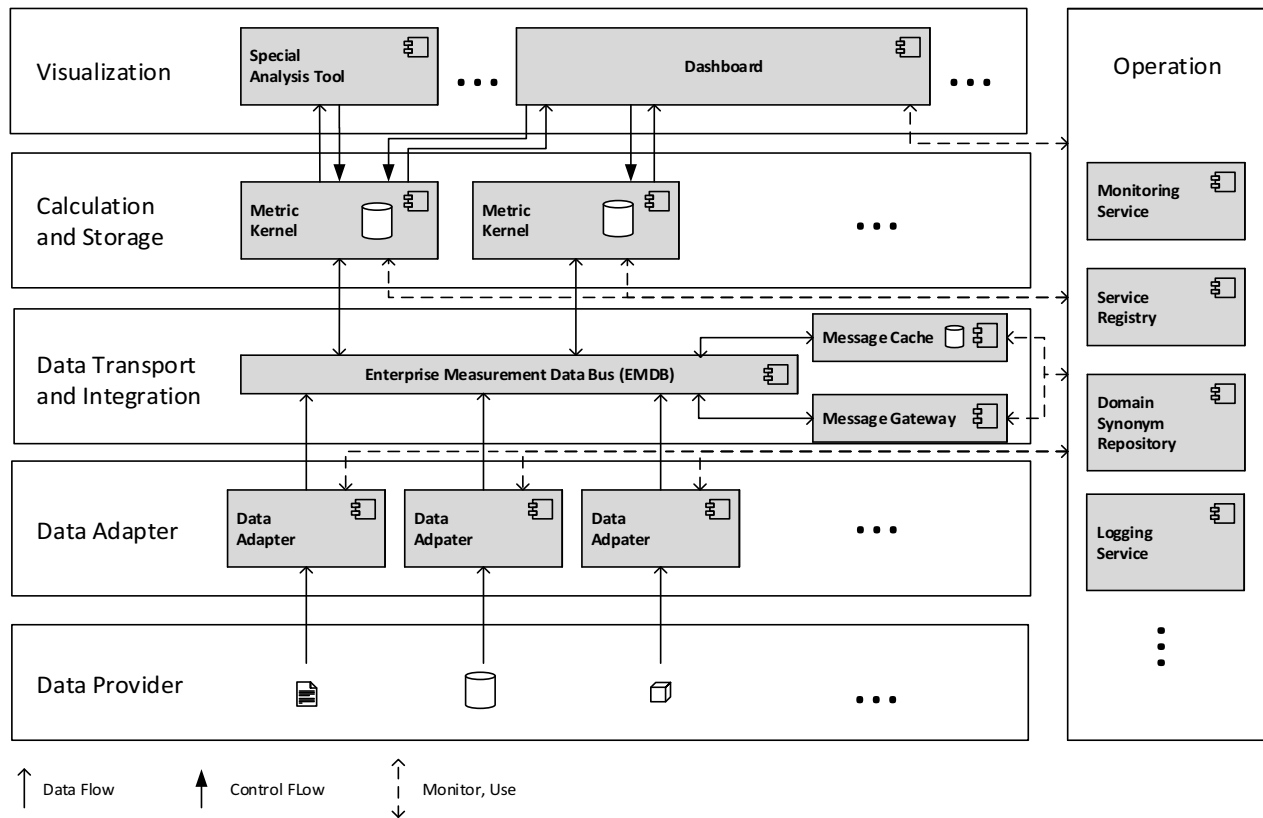 Visualization
Special
Analysis Tool
Dashboard
Operation
Calculation
and Storage
Metric
Kernel
Metric
Kernel
Monitoring
Service
Service
Registry
Data Transport
and Integration
Enterprise Measurement Data Bus (EMDB)
Message Cache
Message Gateway
Domain
Synonym
Repository
Data Adapter
Data
Adapter
Data
Adpater
Data
Adpater
Logging
Service
Data Provider
Data Flow
Control FLow
Monitor, Use